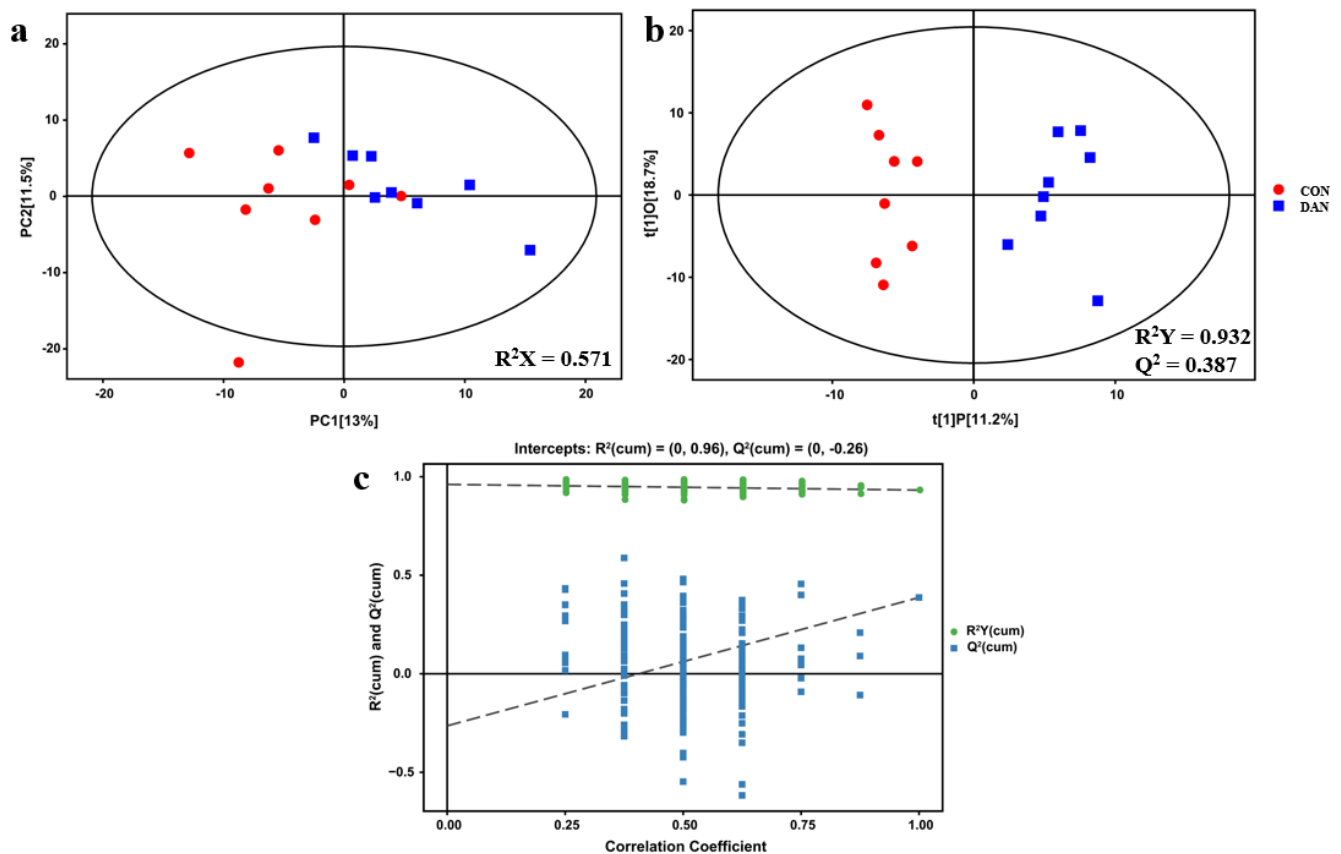 a
20
10
0
-10
-20
PC2[11.5%]
R²X = 0.571
-20
-10
0
10
20
PC1[13%]
b
20
10
0
-10
-20
t[1]O[18.7%]
R²Y = 0.932
Q² = 0.387
-10
0
10
t[1]P[11.2%]
CON
DAN
Intercepts: R²(cum) = (0, 0.96), Q²(cum) = (0, -0.26)
c
1.0
0.5
0.0
−0.5
R²(cum) and Q²(cum)
R²Y(cum)
Q²(cum)
0.00
0.25
0.50
0.75
1.00
Correlation Coefficient